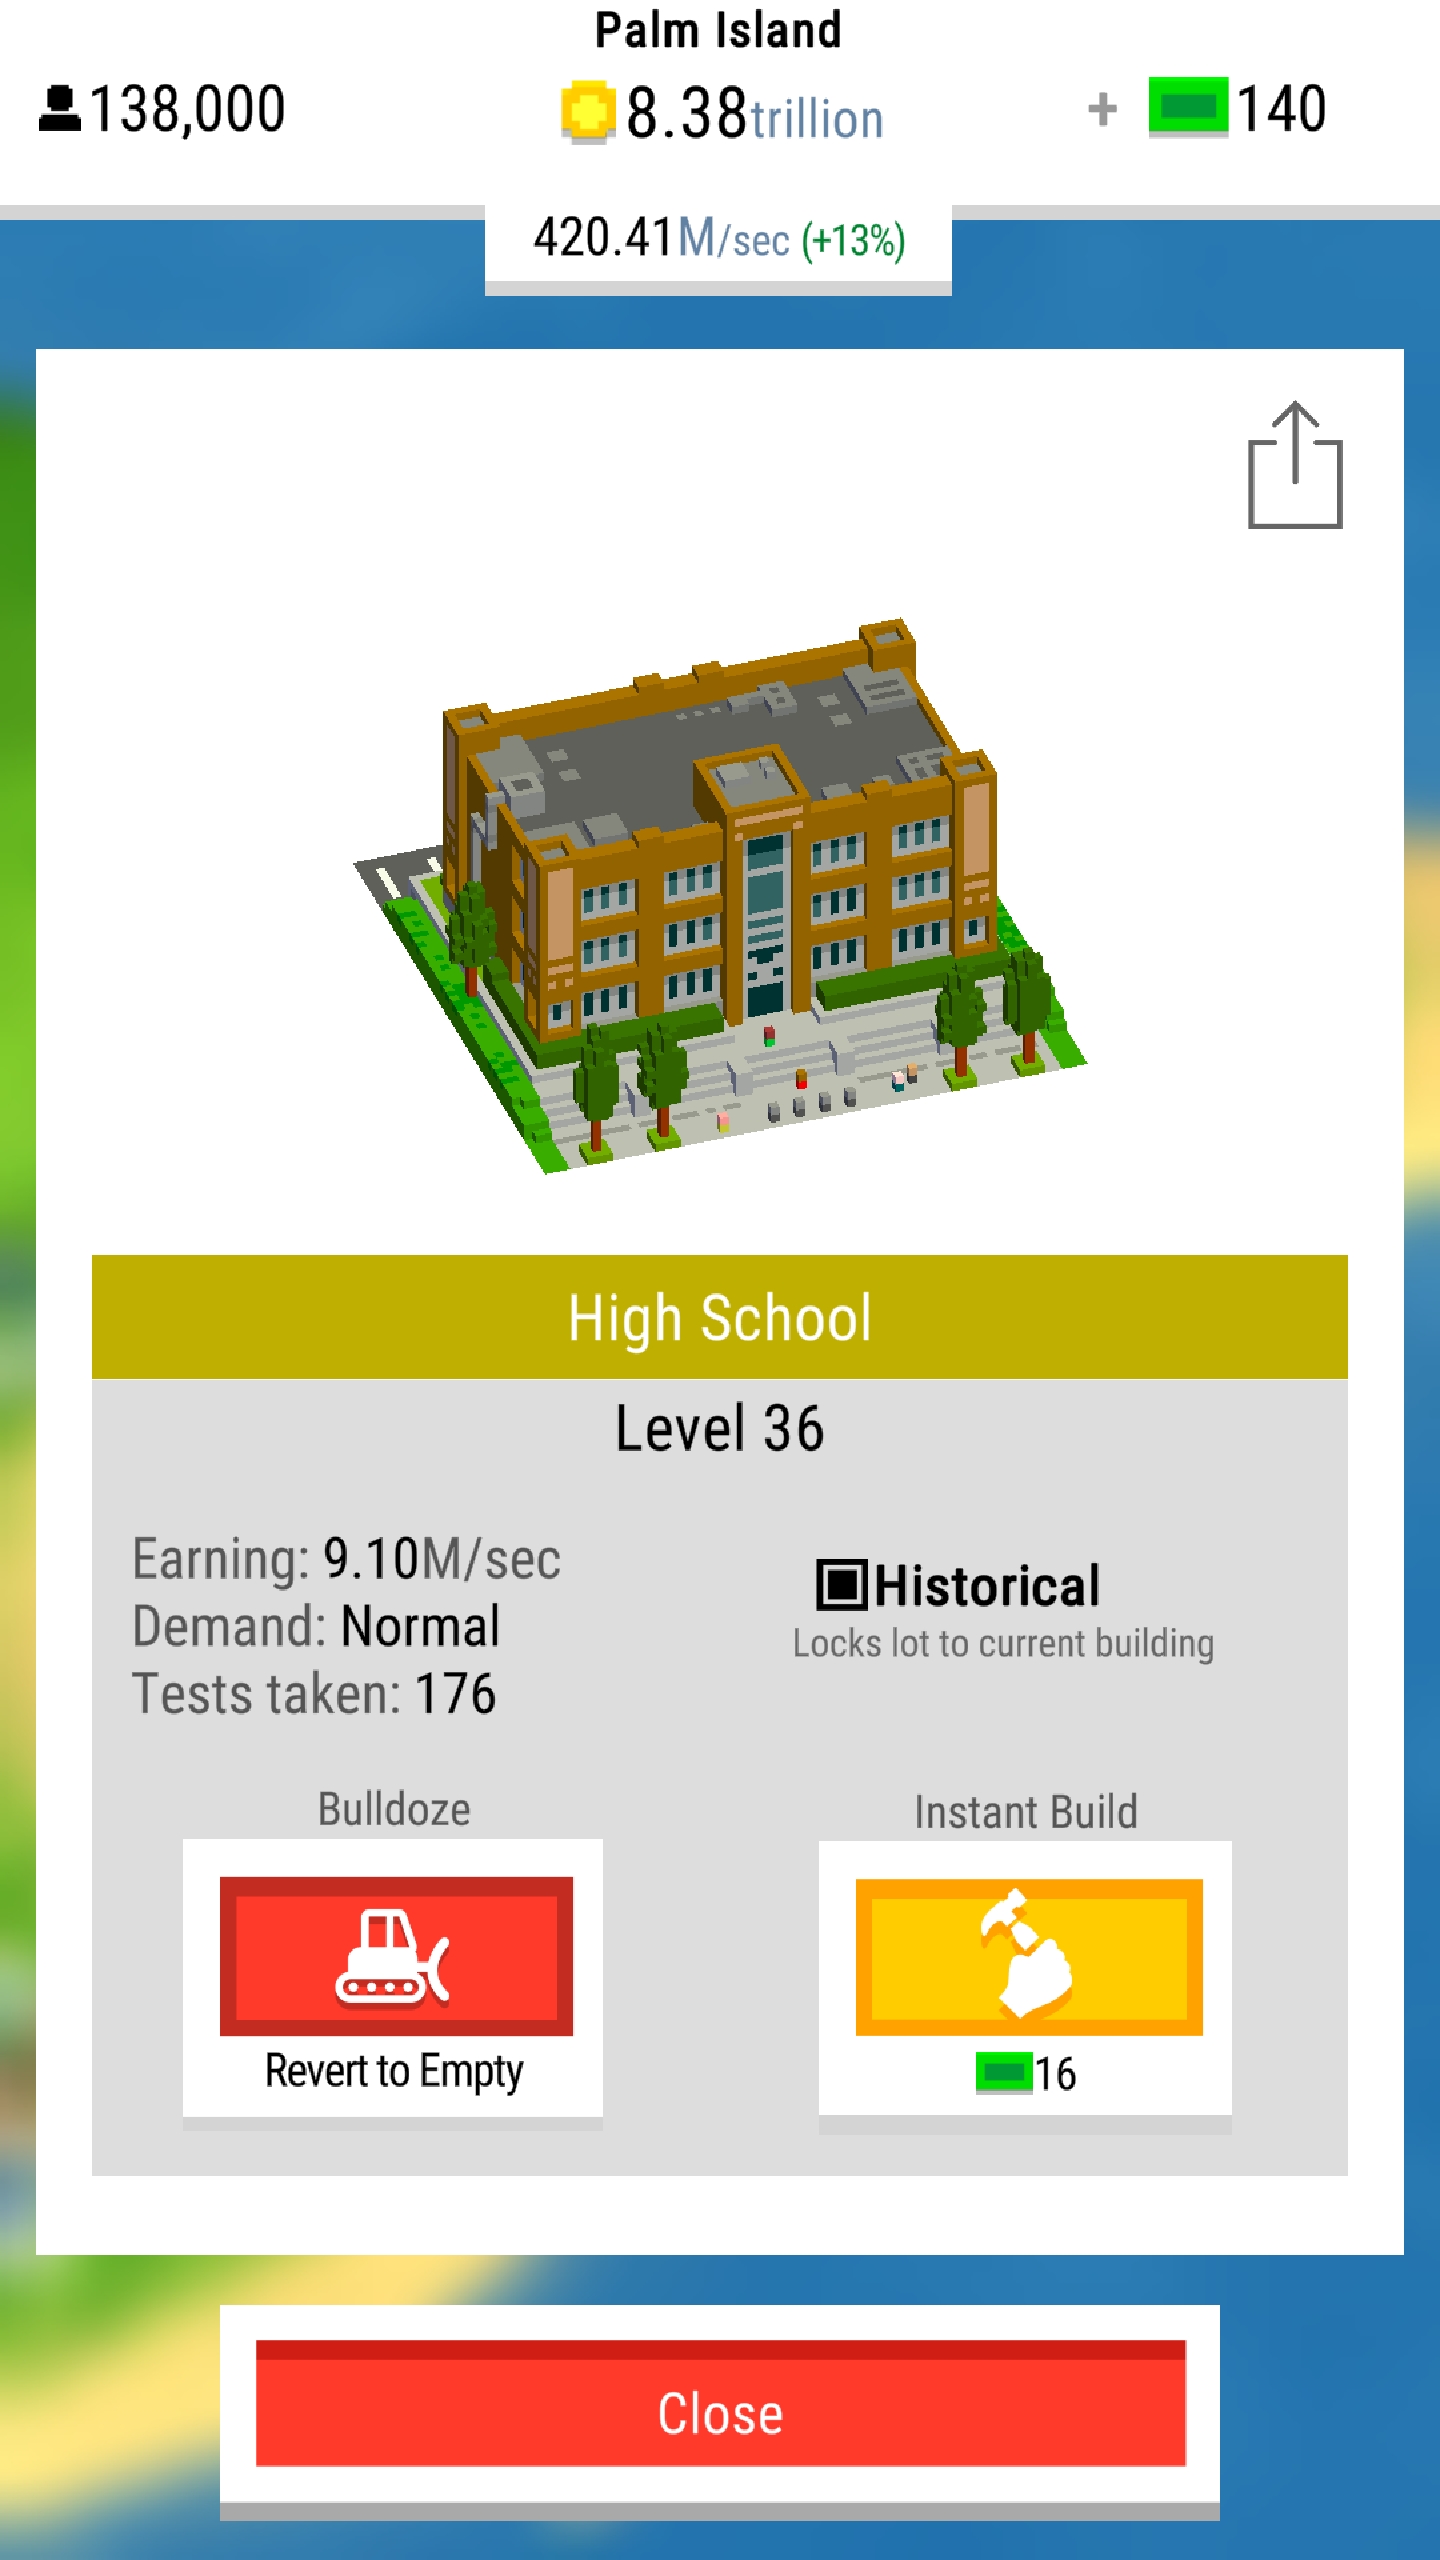 Palm Island
138,000
8.38trillion
+ 140
420.41M/sec (+13%)
High School
Level 36
Earning: 9.10M/sec
Demand: Normal
Tests taken: 176
Historical
Locks lot to current building
Bulldoze
Revert to Empty
Instant Build
16
Close